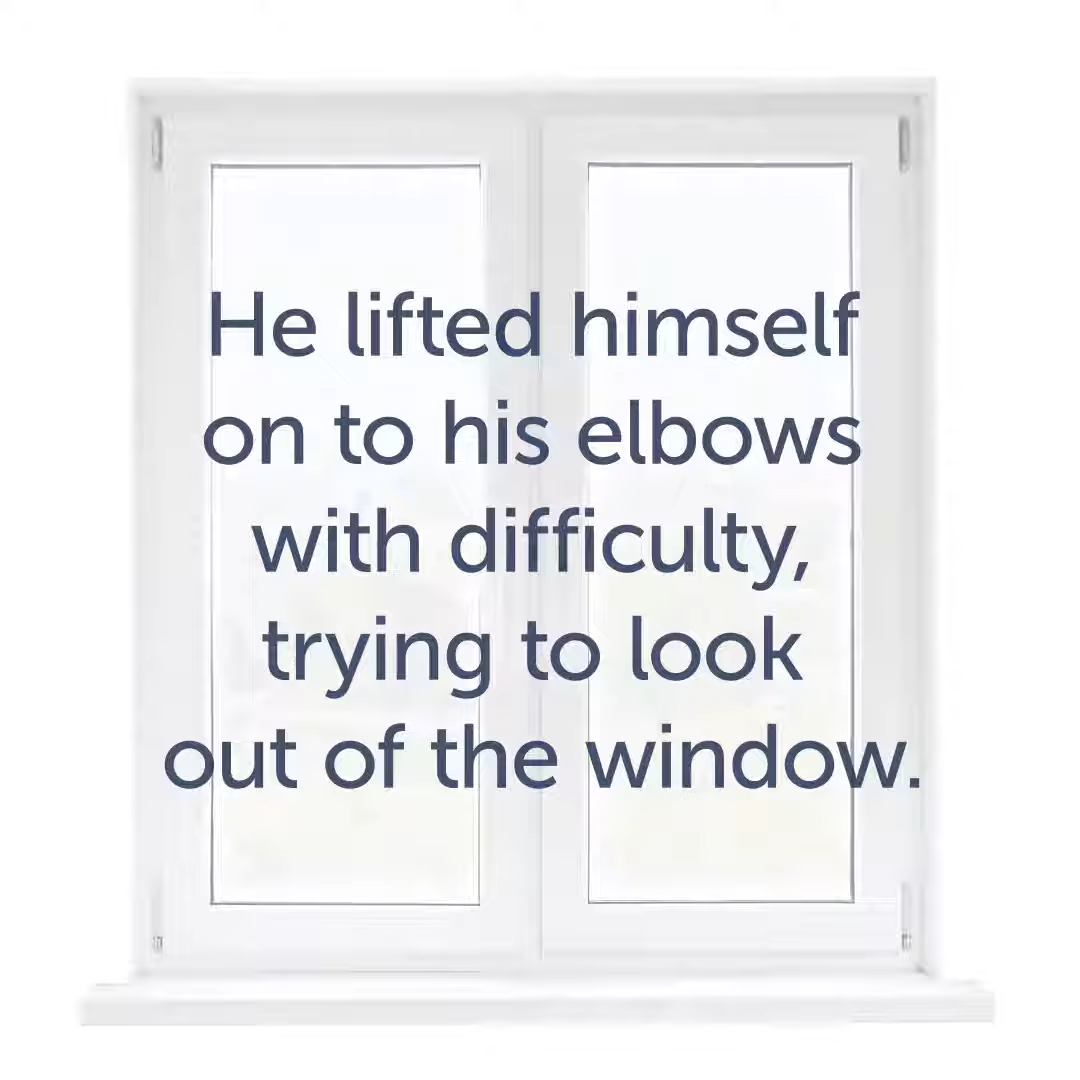 He lifted himself
on to his elbows
with difficulty,
trying to look
out of the window.